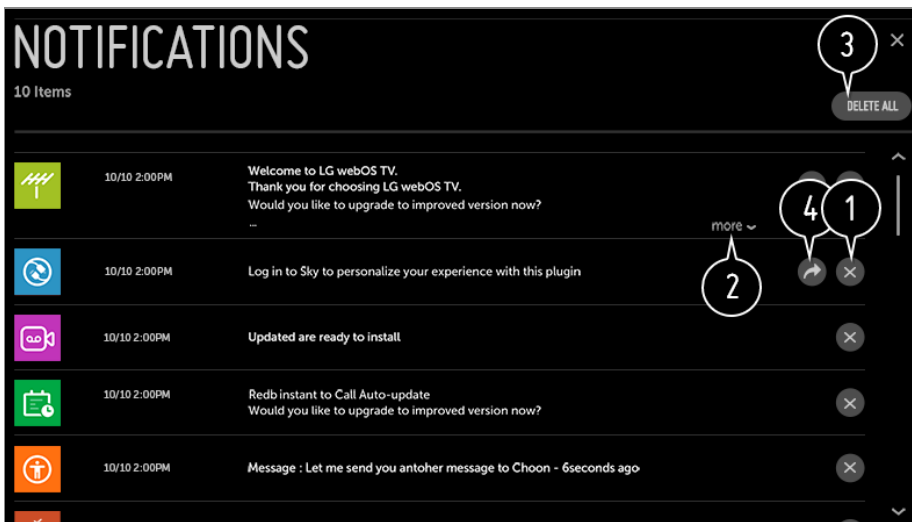 NOTIFICATIONS
10 Items
3
DELETE ALL
10/10 2:00PM
Welcome to LG webOS TV.
Thank you for choosing LG webOS TV.
Would you like to upgrade to improved version now?
...
more
4
1
10/10 2:00PM
Log in to Sky to personalize your experience with this plugin
2
10/10 2:00PM
Updated are ready to install
10/10 2:00PM
Redb instant to Call Auto-update
Would you like to upgrade to improved version now?
10/10 2:00PM
Message : Let me send you antoher message to Choon - 6seconds ago